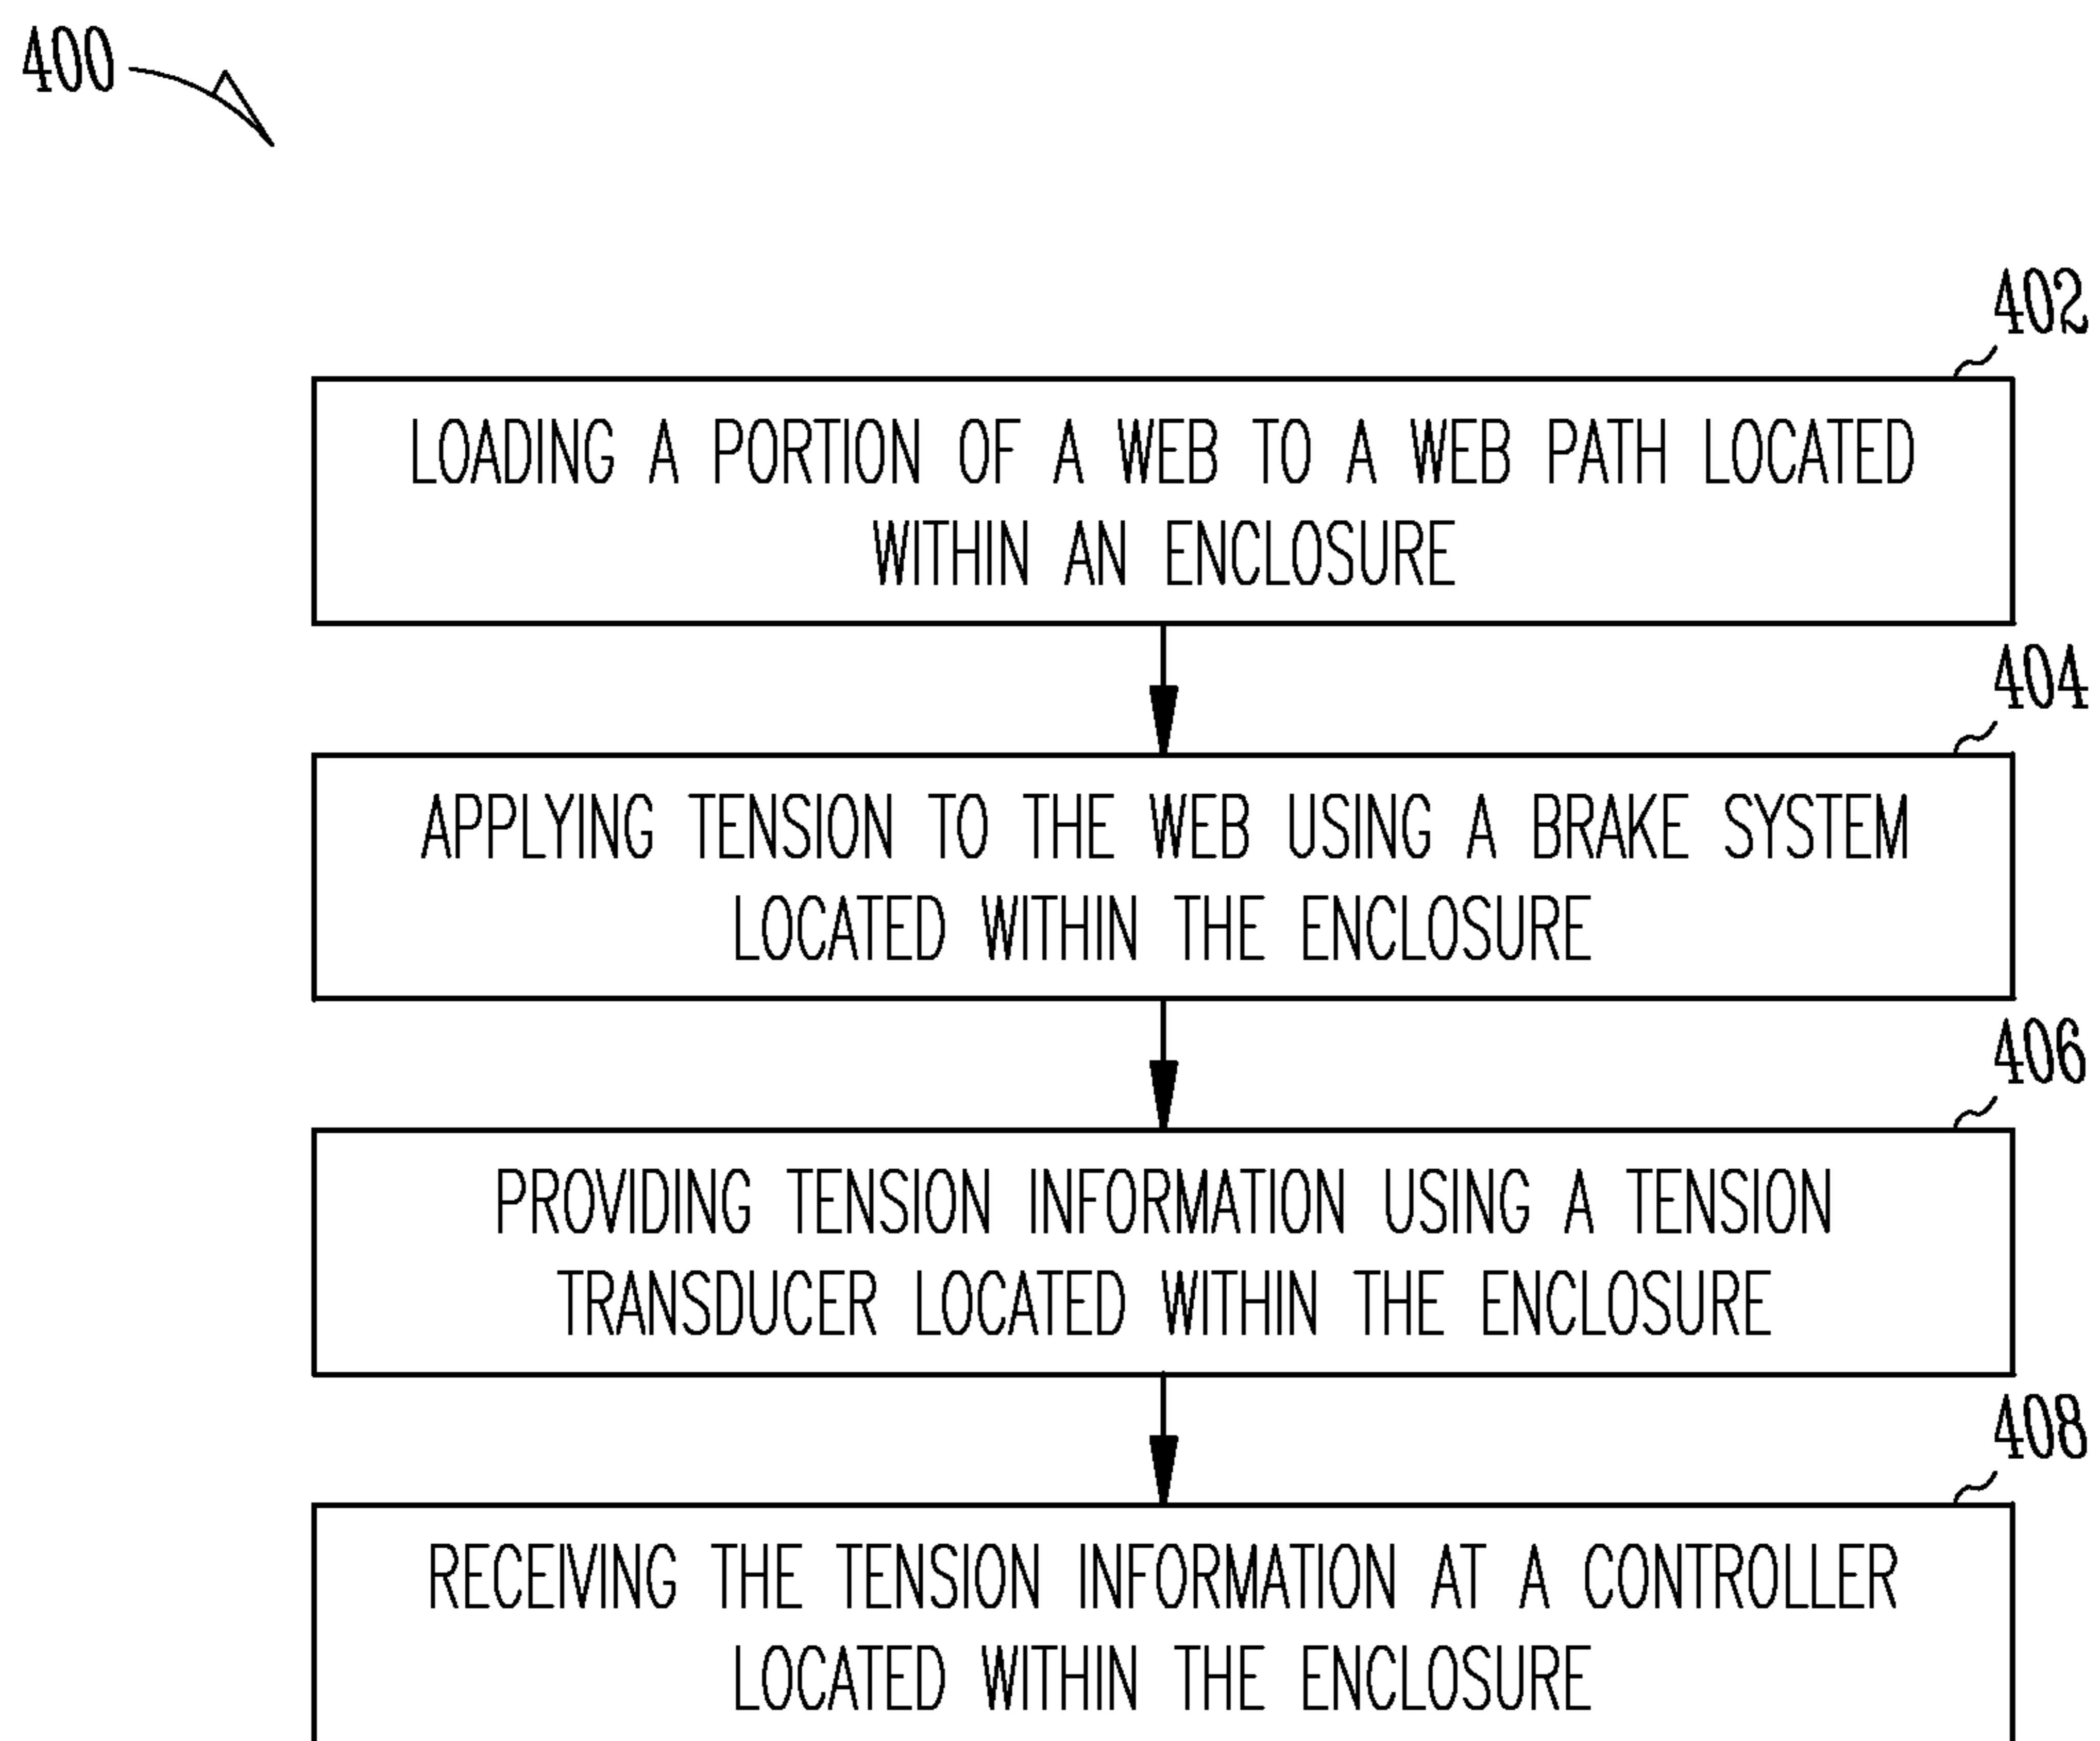 400
402
LOADING A PORTION OF A WEB TO A WEB PATH LOCATED
WITHIN AN ENCLOSURE
404
APPLYING TENSION TO THE WEB USING A BRAKE SYSTEM
LOCATED WITHIN THE ENCLOSURE
406
PROVIDING TENSION INFORMATION USING A TENSION
TRANSDUCER LOCATED WITHIN THE ENCLOSURE
408
RECEIVING THE TENSION INFORMATION AT A CONTROLLER
LOCATED WITHIN THE ENCLOSURE